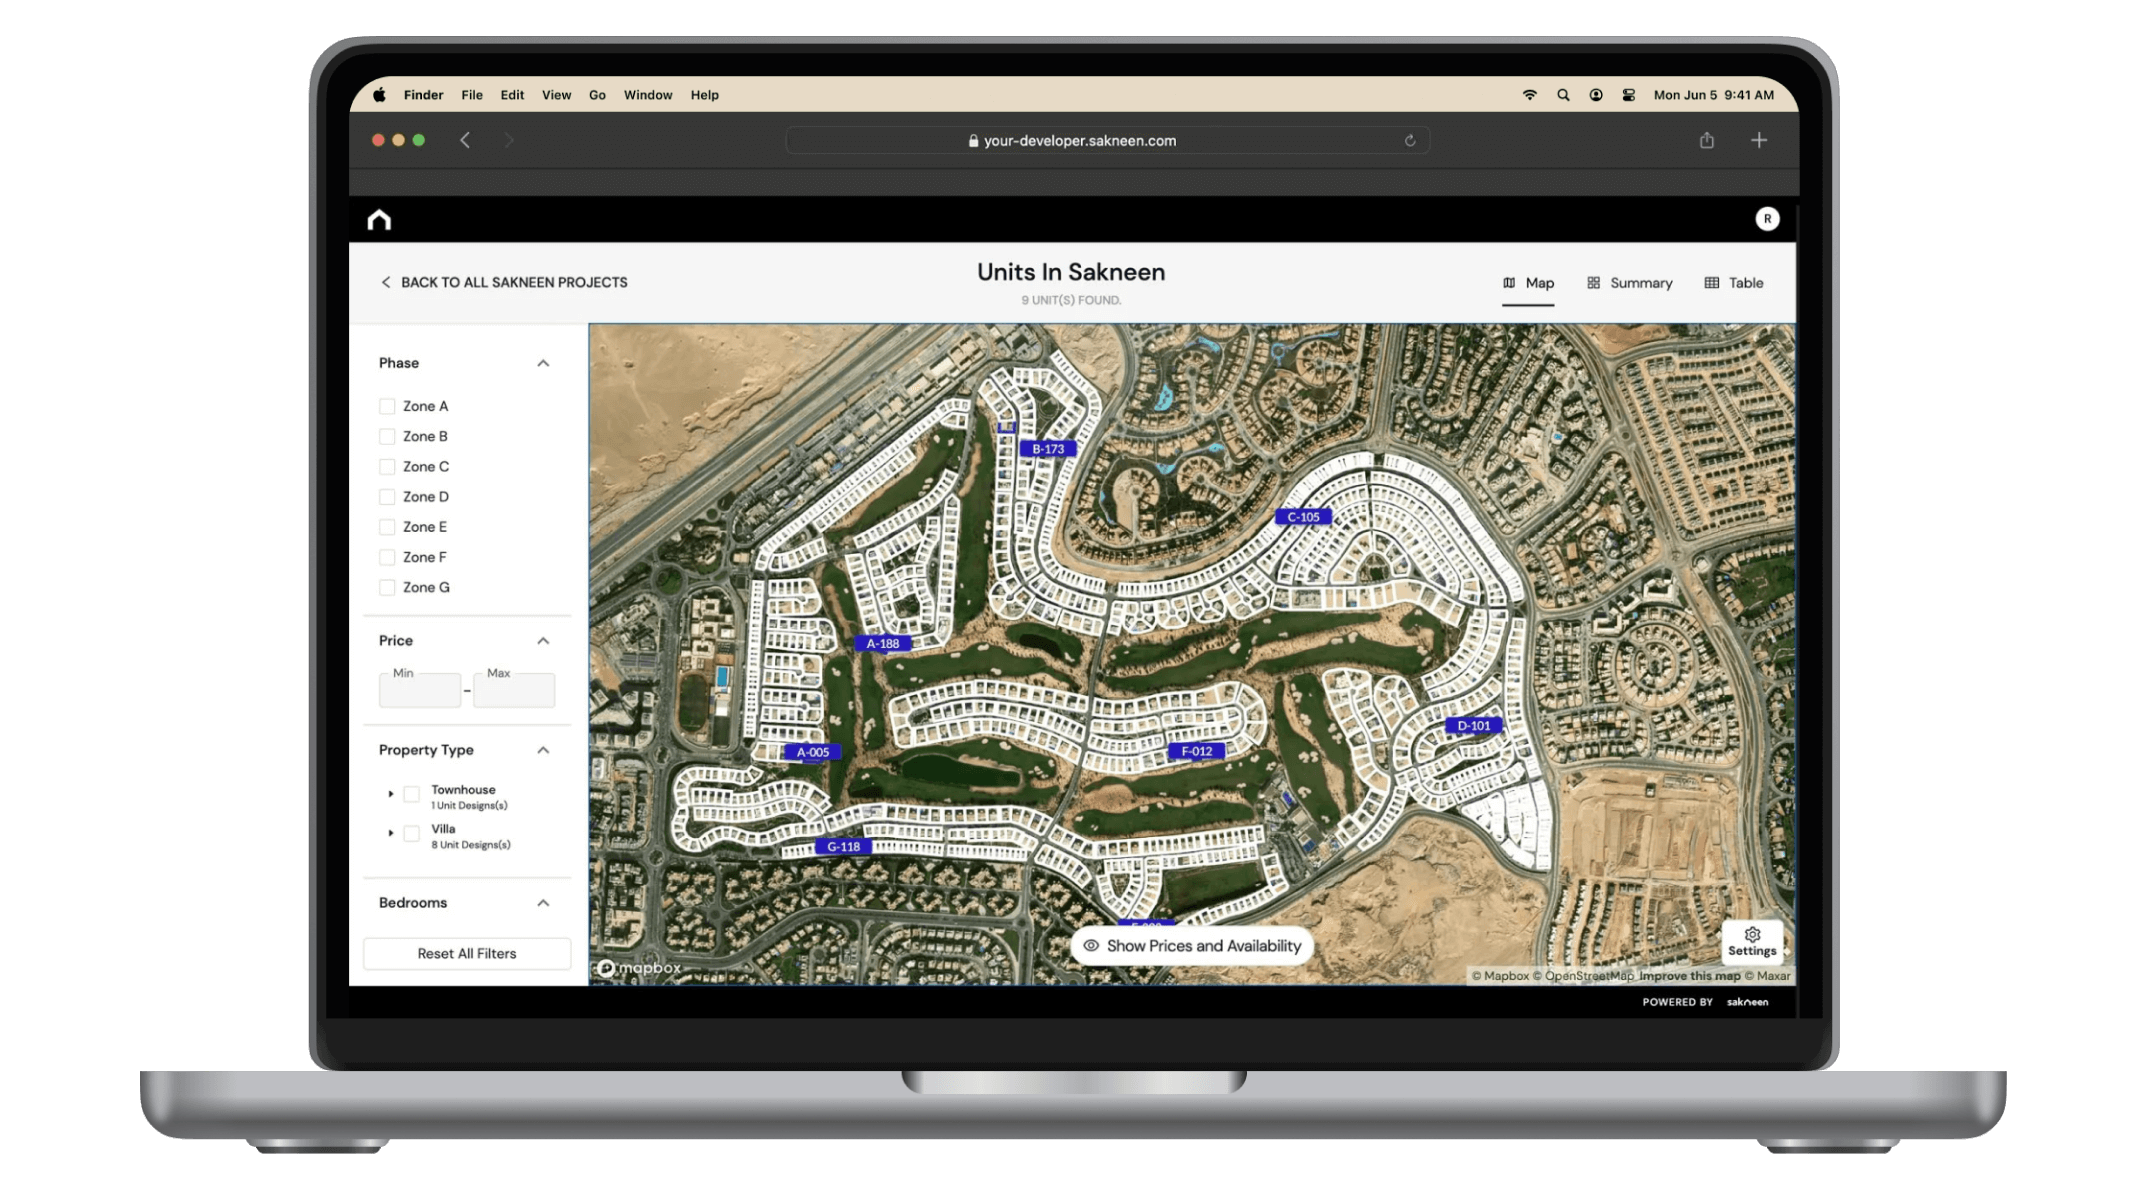 Finder File Edit View Go Window Help Mon Jun 5 9:41 AM
your-developer.sakneen.com
R
BACK TO ALL SAKNEEN PROJECTS
Units In Sakneen
9 UNIT(S) FOUND.
Map Summary Table
Phase
Zone A
Zone B
Zone C
Zone D
Zone E
Zone F
Zone G
Price
Min Max
-
Property Type
Townhouse
1 Unit Designs(s)
Villa
8 Unit Designs(s)
Bedrooms
Reset All Filters
B-173
C-105
A-188
D-101
A-005
F-012
G-118
Show Prices and Availability
Settings
mapbox
© Mapbox © OpenStreetMap Improve this map © Maxar
POWERED BY sakneen